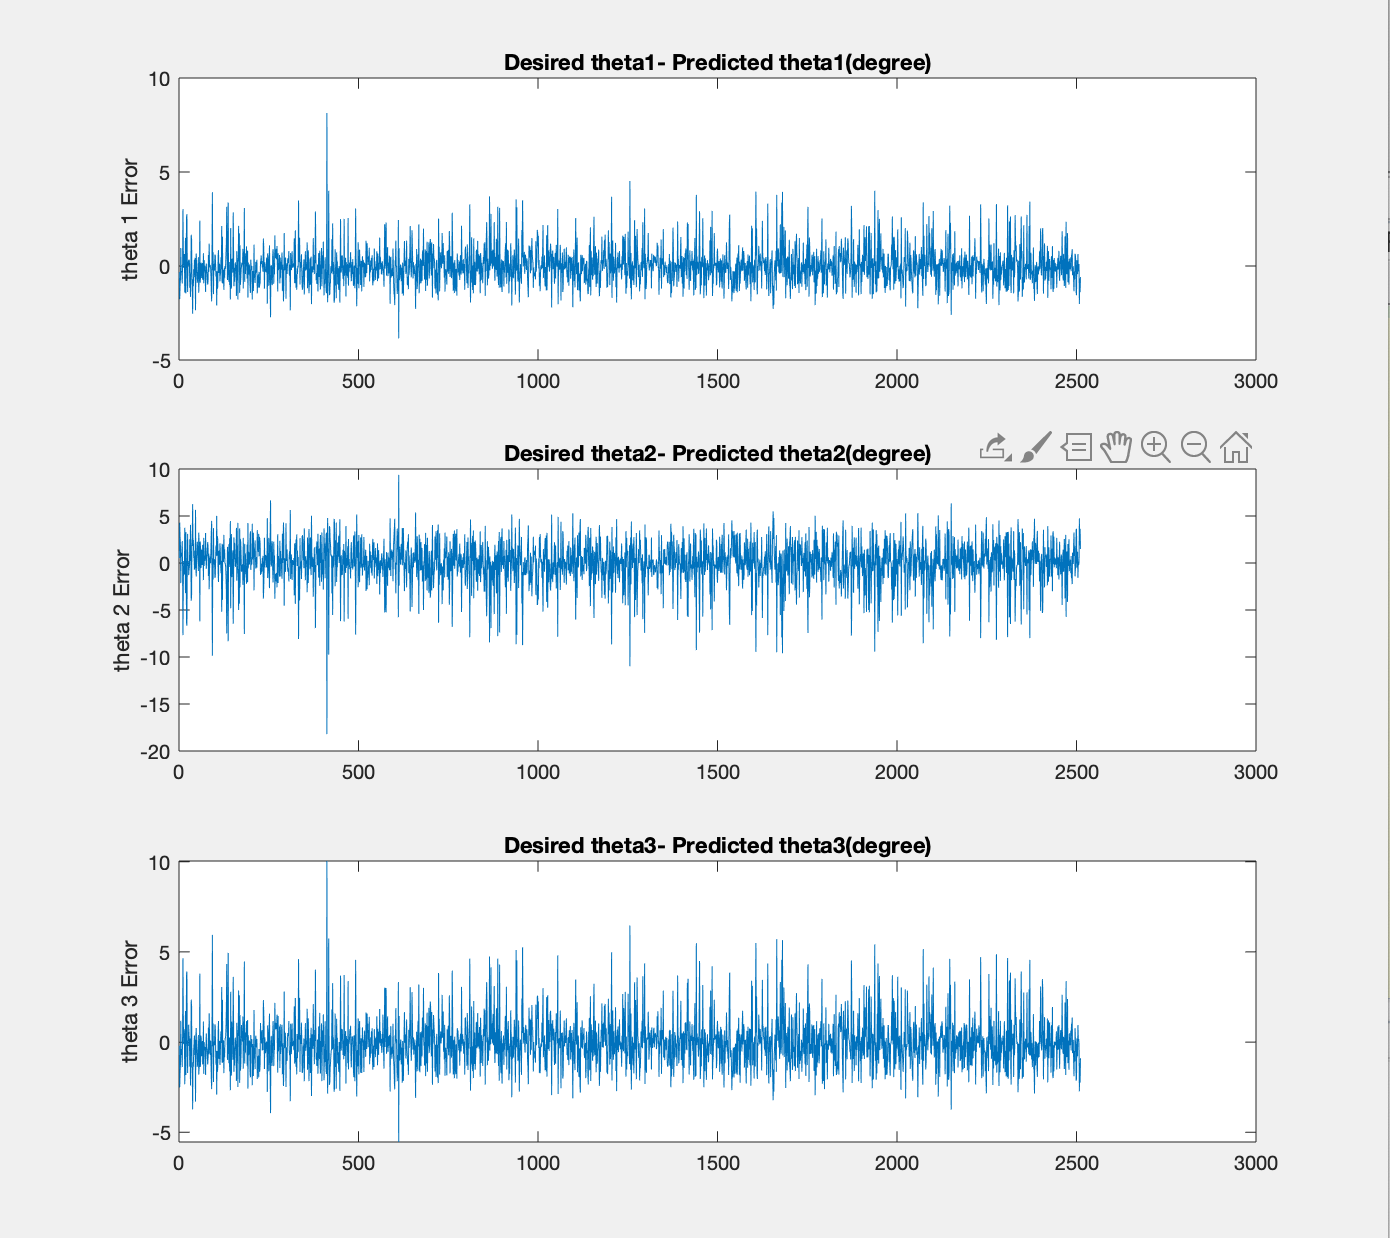 Desired theta1- Predicted theta1(degree)
10
5
0
-5
theta 1 Error
0 500 1000 1500 2000 2500 3000
Desired theta2- Predicted theta2(degree)
10
5
0
-5
-10
-15
-20
theta 2 Error
0 500 1000 1500 2000 2500 3000
Desired theta3- Predicted theta3(degree)
10
5
0
-5
theta 3 Error
0 500 1000 1500 2000 2500 3000